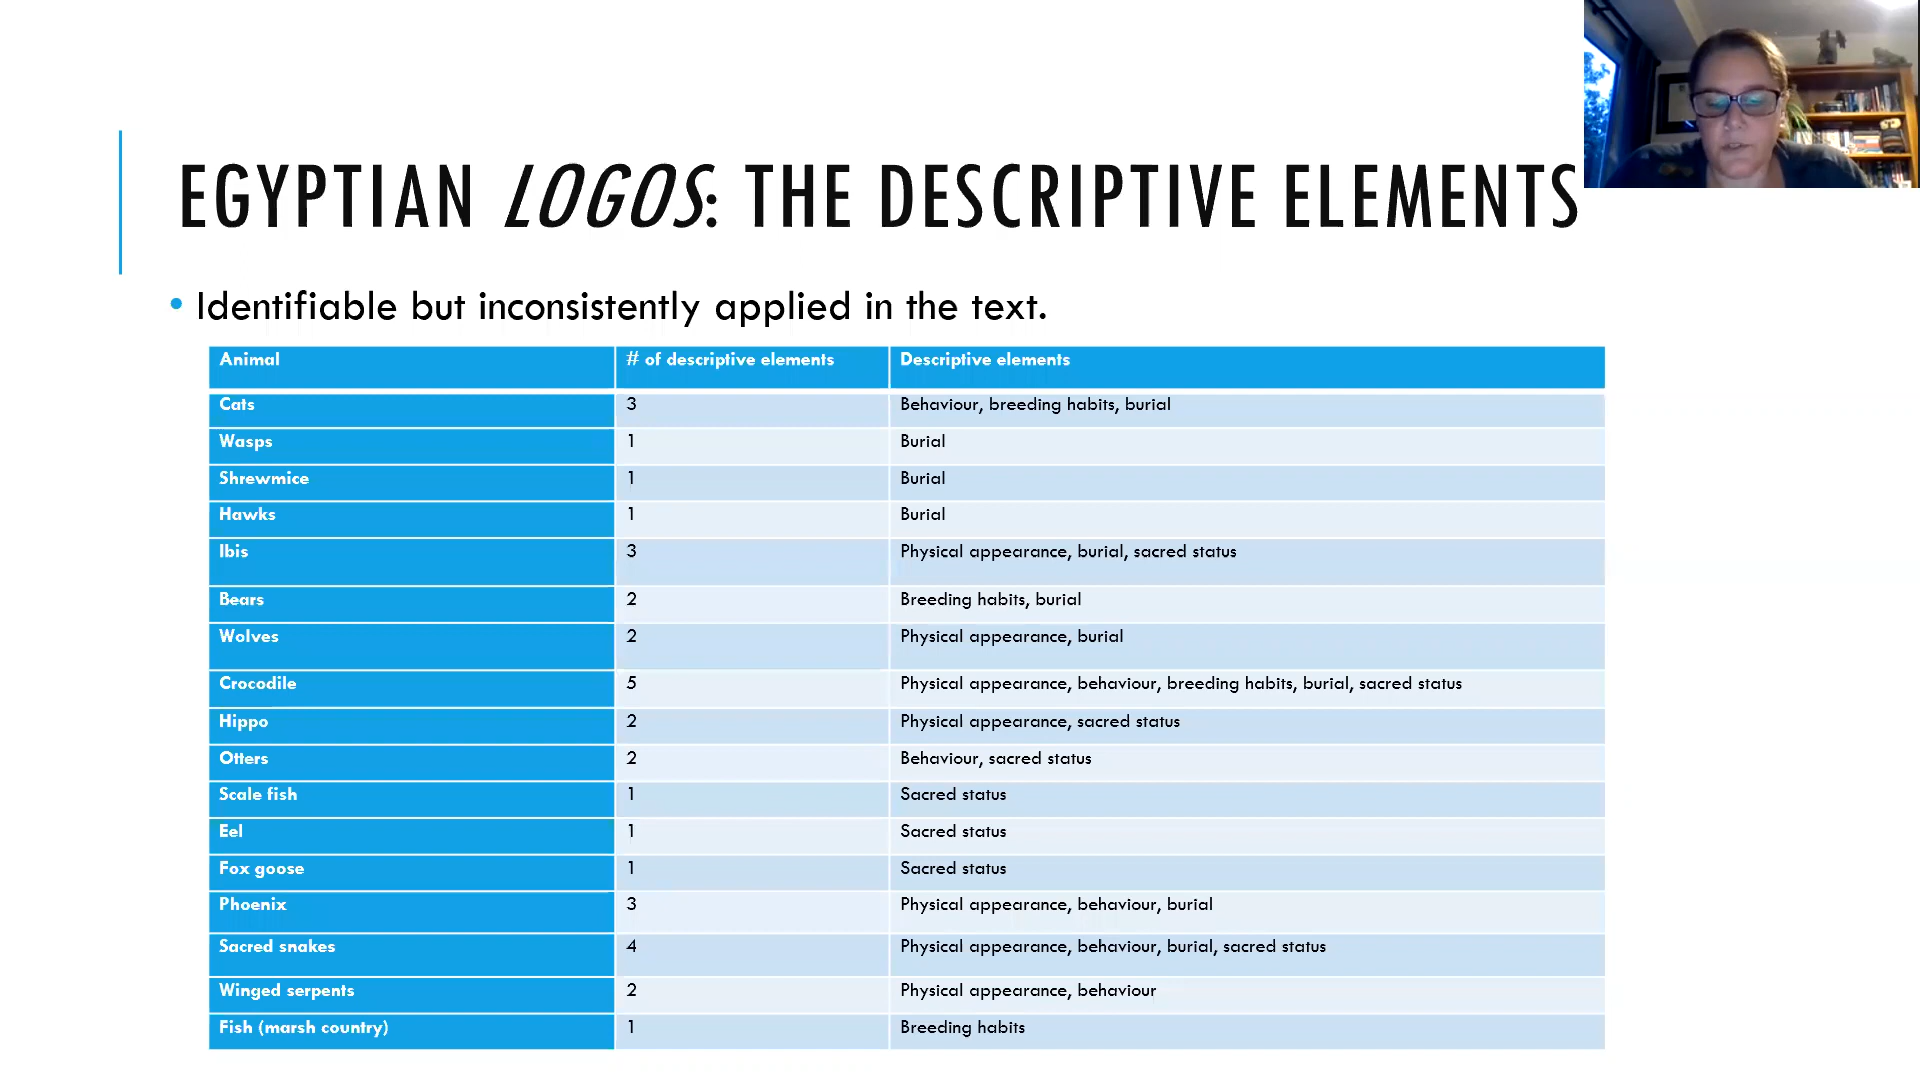 EGYPTIAN LOGOS: THE DESCRIPTIVE ELEMENTS
• Identifiable but inconsistently applied in the text.
Animal # of descriptive elements Descriptive elements
Cats 3 Behaviour, breeding habits, burial
Wasps 1 Burial
Shrewmice 1 Burial
Hawks 1 Burial
Ibis 3 Physical appearance, burial, sacred status
Bears 2 Breeding habits, burial
Wolves 2 Physical appearance, burial
Crocodile 5 Physical appearance, behaviour, breeding habits, burial, sacred status
Hippo 2 Physical appearance, sacred status
Otters 2 Behaviour, sacred status
Scale fish 1 Sacred status
Eel 1 Sacred status
Fox goose 1 Sacred status
Phoenix 3 Physical appearance, behaviour, burial
Sacred snakes 4 Physical appearance, behaviour, burial, sacred status
Winged serpents 2 Physical appearance, behaviour
Fish (marsh country) 1 Breeding habits